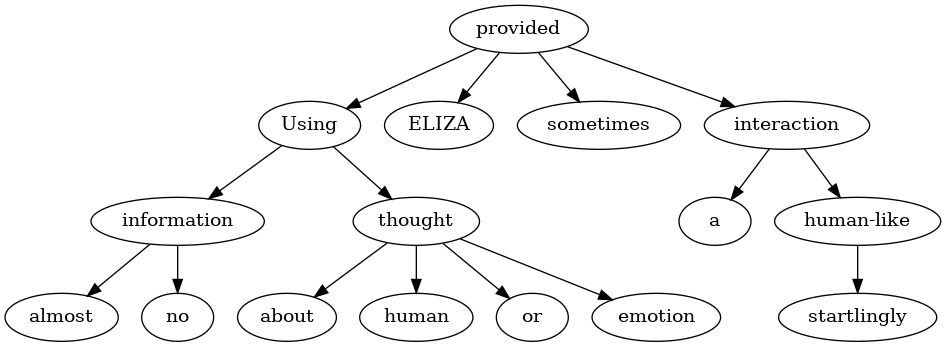 provided
Using ELIZA sometimes interaction
information thought a human-like
almost no about human or emotion startlingly